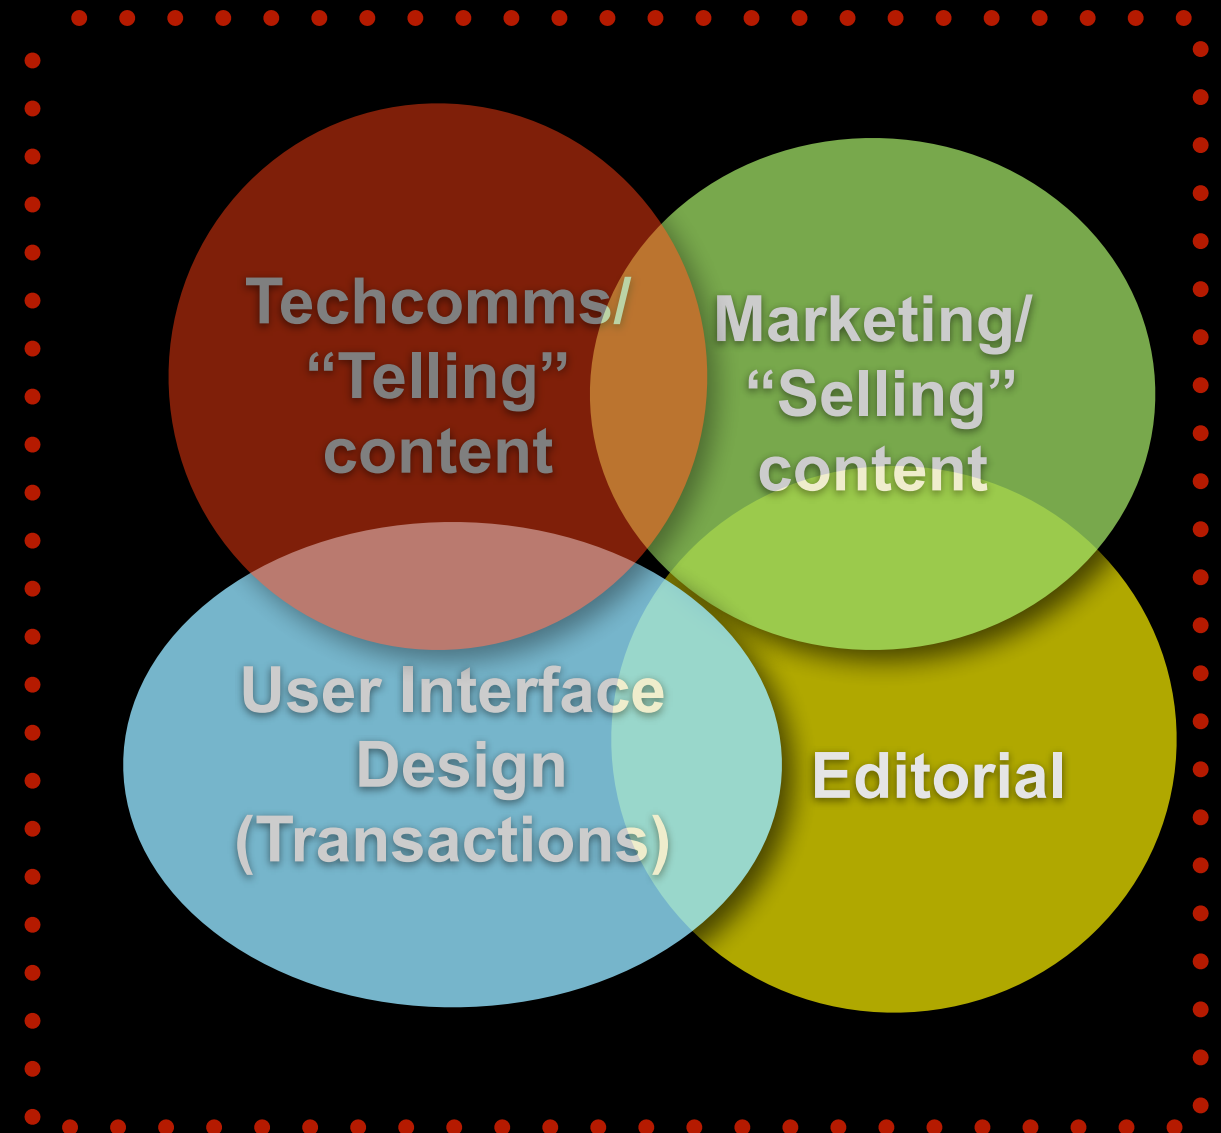 Techcomms/
“Telling”
content
Marketing/
“Selling”
content
User Interface
Design
(Transactions)
Editorial